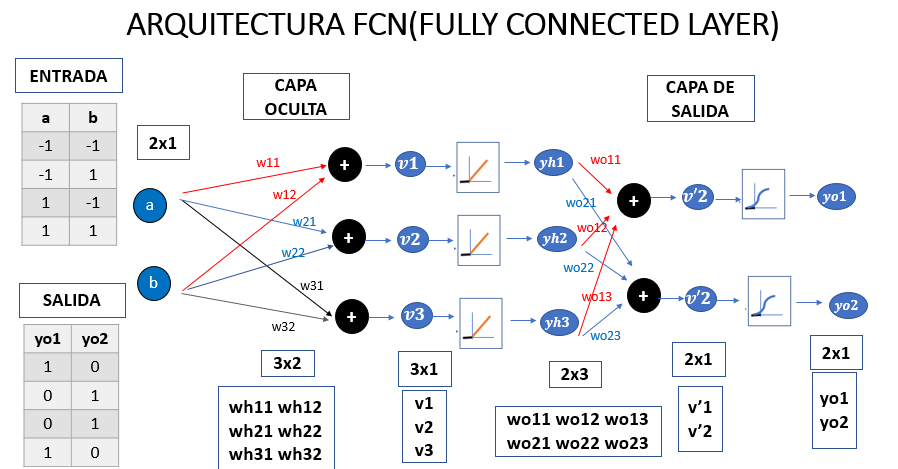 ARQUITECTURA FCN(FULLY CONNECTED LAYER)
ENTRADA
a b
-1 -1
-1 1
1 -1
1 1
SALIDA
yo1 yo2
1 0
0 1
0 1
1 0
2x1
a
b
CAPA
OCULTA
w11
w12
w21
w22
w31
w32
+
+
+
v1
v2
v3
yh1
yh2
yh3
CAPA DE
SALIDA
wo11
wo21
wo12
wo22
wo13
wo23
+
+
v'2
v'2
yo1
yo2
3x2
wh11 wh12
wh21 wh22
wh31 wh32
3x1
v1
v2
v3
2x3
wo11 wo12 wo13
wo21 wo22 wo23
2x1
v'1
v'2
2x1
yo1
yo2